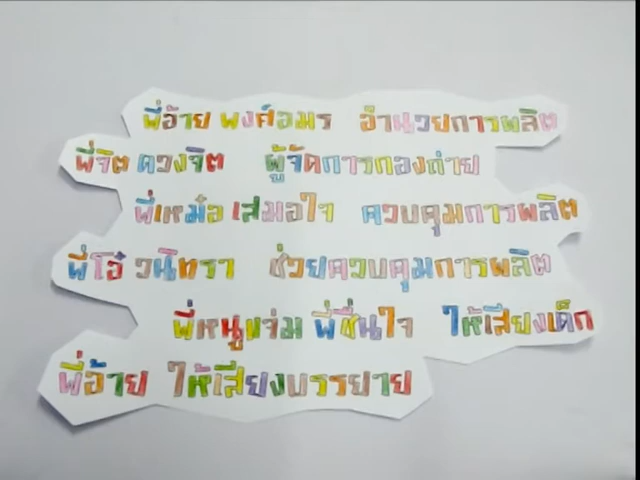 พี่อ้าย พงศ์อมร อำนวยการผลิต
พี่จิต ดวงจิต ผู้จัดการกองถ่าย
พี่เหม๋อ เสมอใจ ควบคุมการผลิต
พี่โอ๋ วนิทรา ช่วยควบคุมการผลิต
พี่หนูแจ่ม พี่ชื่นใจ ให้เสียงเด็ก
พี่อ้าย ให้เสียงบรรยาย